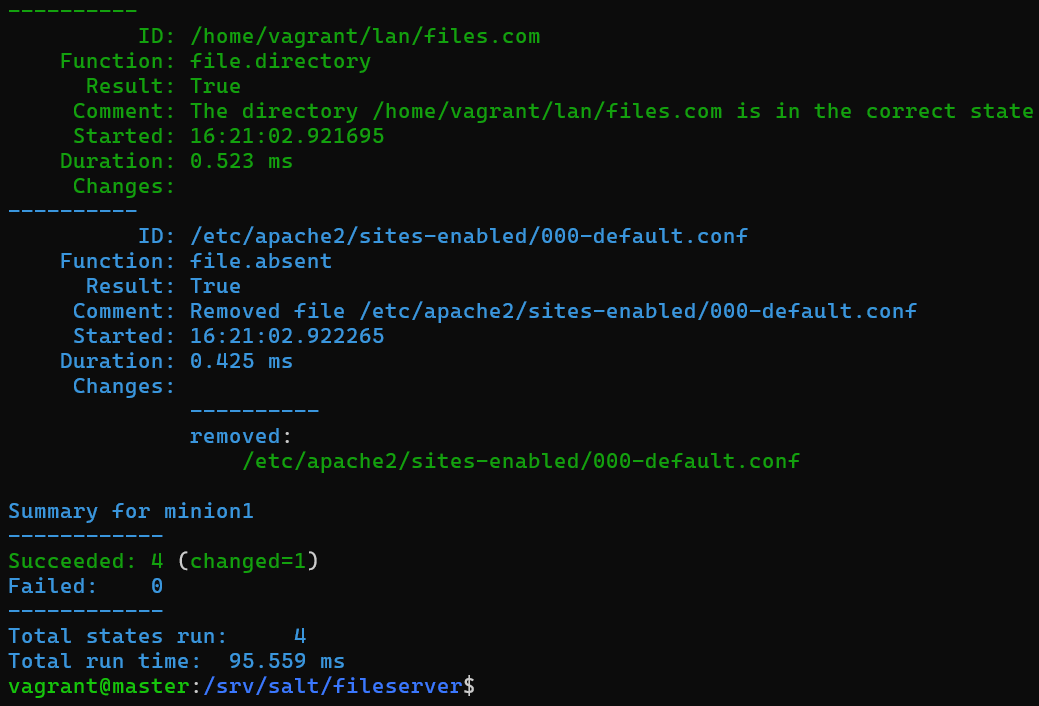 ----------
          ID: /home/vagrant/lan/files.com
    Function: file.directory
      Result: True
     Comment: The directory /home/vagrant/lan/files.com is in the correct state
     Started: 16:21:02.921695
    Duration: 0.523 ms
     Changes:
----------
          ID: /etc/apache2/sites-enabled/000-default.conf
    Function: file.absent
      Result: True
     Comment: Removed file /etc/apache2/sites-enabled/000-default.conf
     Started: 16:21:02.922265
    Duration: 0.425 ms
     Changes:
              ----------
              removed:
                  /etc/apache2/sites-enabled/000-default.conf

Summary for minion1
------------
Succeeded: 4 (changed=1)
Failed:    0
------------
Total states run:     4
Total run time:  95.559 ms
vagrant@master:/srv/salt/fileserver$